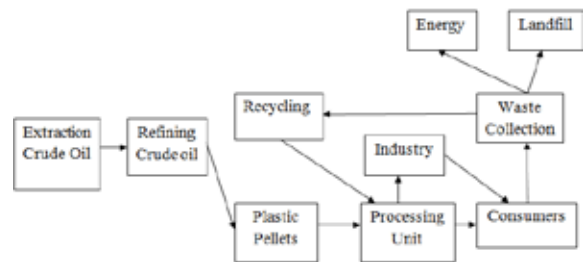 Energy
Landfill
Recycling
Waste
Collection
Extraction
Crude Oil
Refining
Crude oil
Industry
Plastic
Pellets
Processing
Unit
Consumers